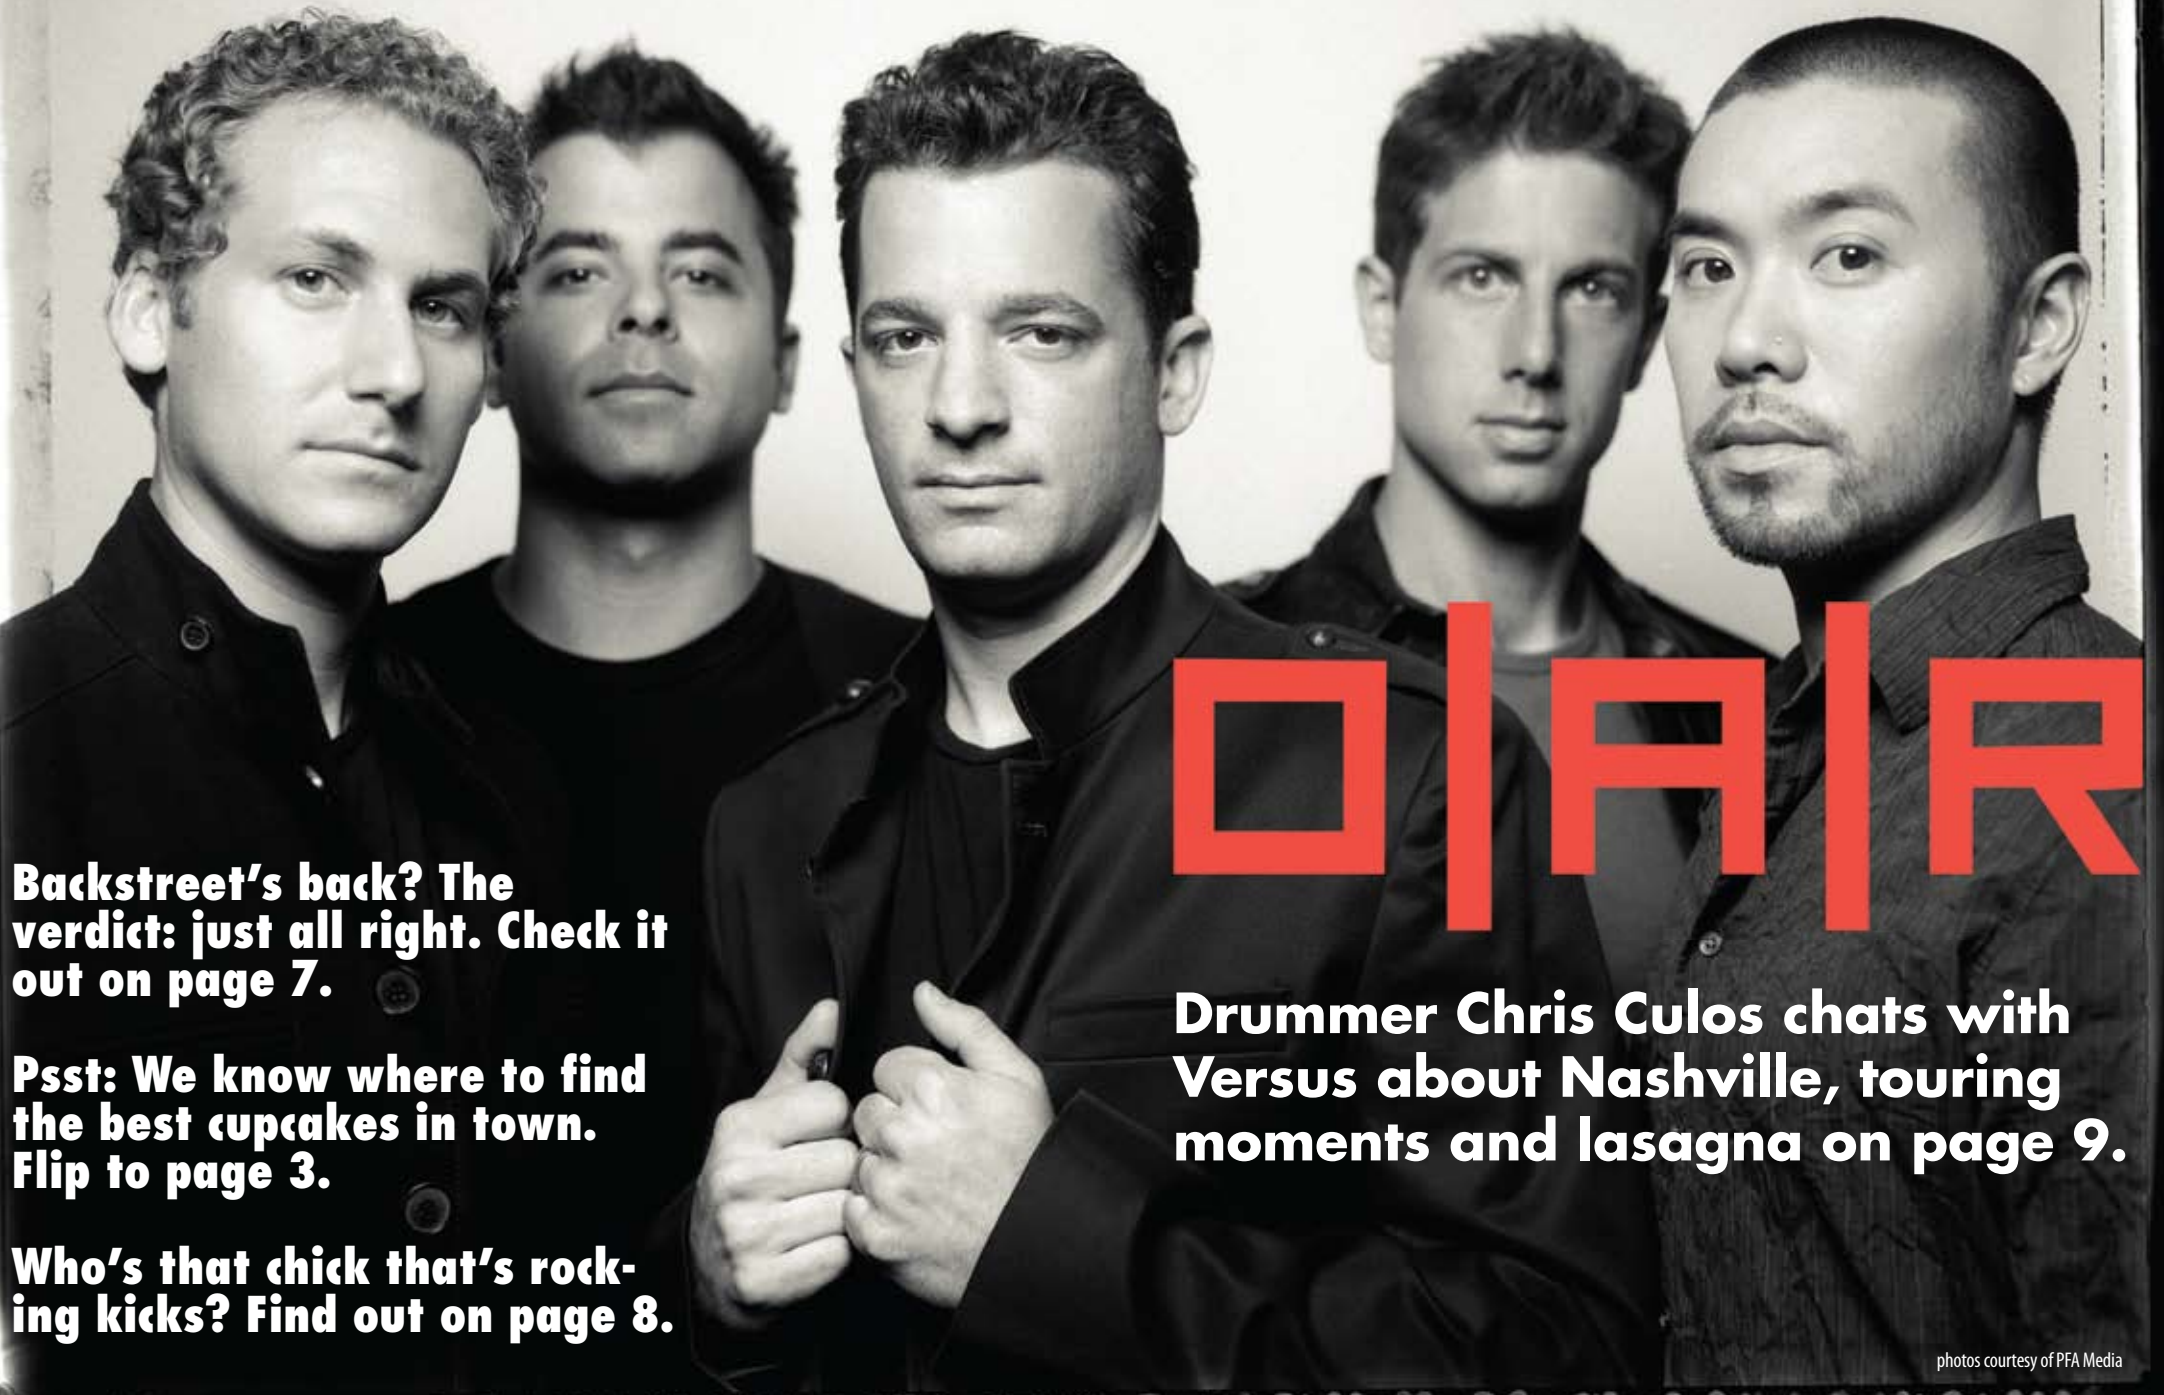 Backstreet's back? The
verdict: just all right. Check it
out on page 7.
Psst: We know where to find
the best cupcakes in town.
Flip to page 3.
Who's that chick that's rock-
ing kicks? Find out on page 8.
O|A|R
Drummer Chris Culos chats with
Versus about Nashville, touring
moments and lasagna on page 9.
photos courtesy of PFA Media